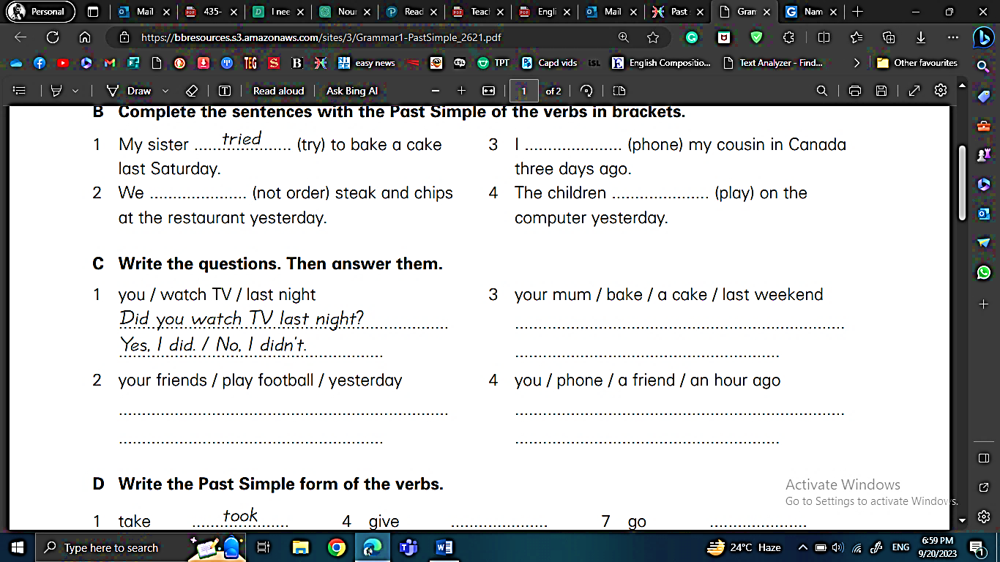 Personal
Mail
435-
I nee
Nour
Read
Teacl
Engli
Mail
Past
Gran
Nam
https://bbresources.s3.amazonaws.com/sites/3/Grammar1-PastSimple_2621.pdf
easy news
TPT
Capd vids
ISL
English Compositio...
Text Analyzer - Find...
Other favourites
Draw
Read aloud
Ask Bing AI
1 of 2
B Complete the sentences with the Past Simple of the verbs in brackets.
1 My sister ......tried...... (try) to bake a cake
last Saturday.
2 We ..................... (not order) steak and chips
at the restaurant yesterday.
3 I ..................... (phone) my cousin in Canada
three days ago.
4 The children ..................... (play) on the
computer yesterday.
C Write the questions. Then answer them.
1 you / watch TV / last night
Did you watch TV last night?
Yes, I did. / No, I didn't.
2 your friends / play football / yesterday
3 your mum / bake / a cake / last weekend
4 you / phone / a friend / an hour ago
D Write the Past Simple form of the verbs.
1 take took 4 give ..................... 7 go .....................
Activate Windows
Go to Settings to activate Windows.
Type here to search
24°C Haze
ENG
6:59 PM
9/20/2023
1